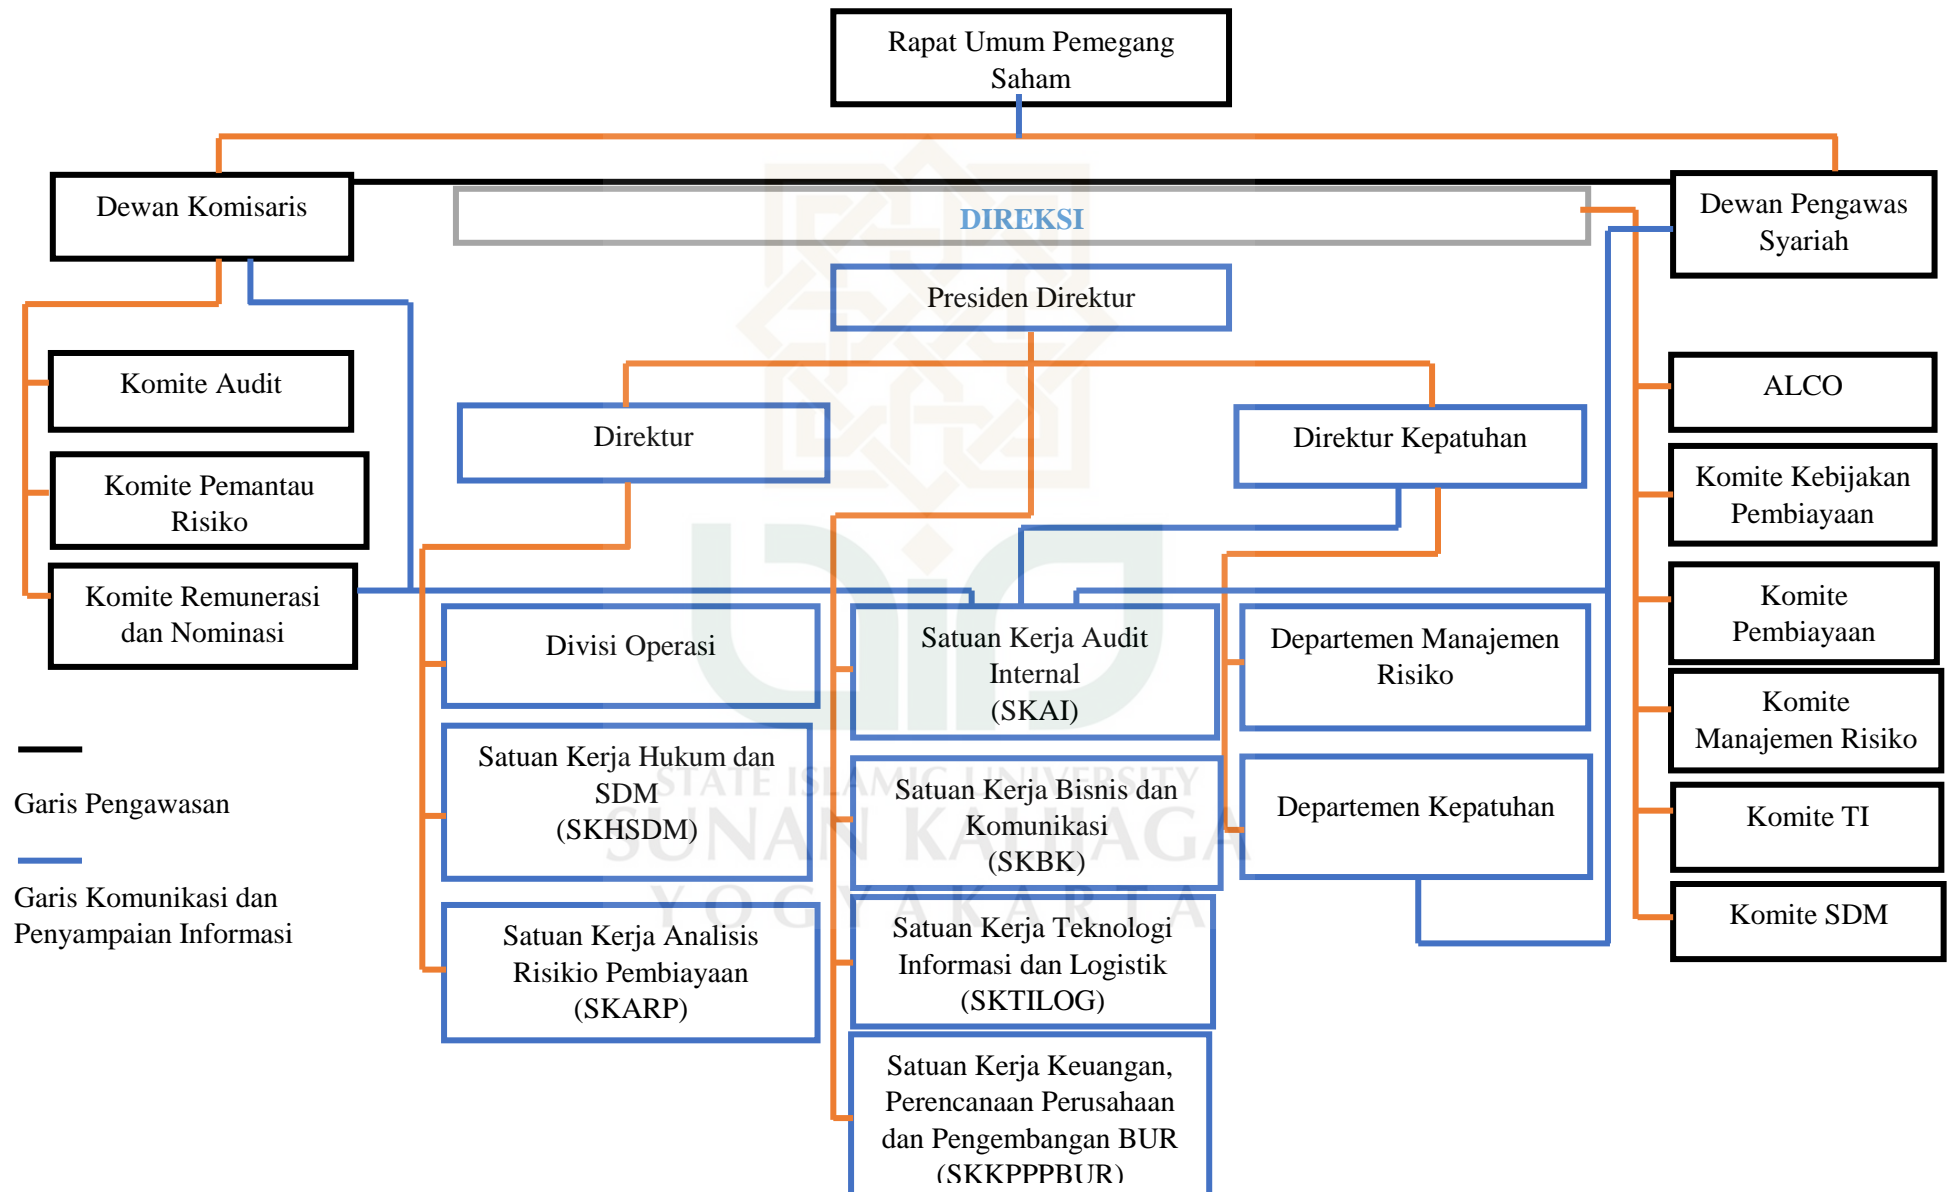 Rapat Umum Pemegang
Saham
Dewan Komisaris
DIREKSI
Dewan Pengawas
Syariah
Presiden Direktur
Komite Audit
Direktur
Direktur Kepatuhan
ALCO
Komite Pemantau
Risiko
Komite Kebijakan
Pembiayaan
Komite Remunerasi
dan Nominasi
Divisi Operasi
Satuan Kerja Audit
Internal
(SKAI)
Departemen Manajemen
Risiko
Komite
Pembiayaan
Komite
Manajemen Risiko
Satuan Kerja Hukum dan
SDM
(SKHSDM)
Satuan Kerja Bisnis dan
Komunikasi
(SKBK)
Departemen Kepatuhan
Komite TI
Garis Pengawasan
Garis Komunikasi dan
Penyampaian Informasi
Satuan Kerja Analisis
Risikio Pembiayaan
(SKARP)
Satuan Kerja Teknologi
Informasi dan Logistik
(SKTILOG)
Komite SDM
Satuan Kerja Keuangan,
Perencanaan Perusahaan
dan Pengembangan BUR
(SKKPPPBUR)
STATE ISLAMIC UNIVERSITY
SUNAN KALIJAGA
YOGYAKARTA